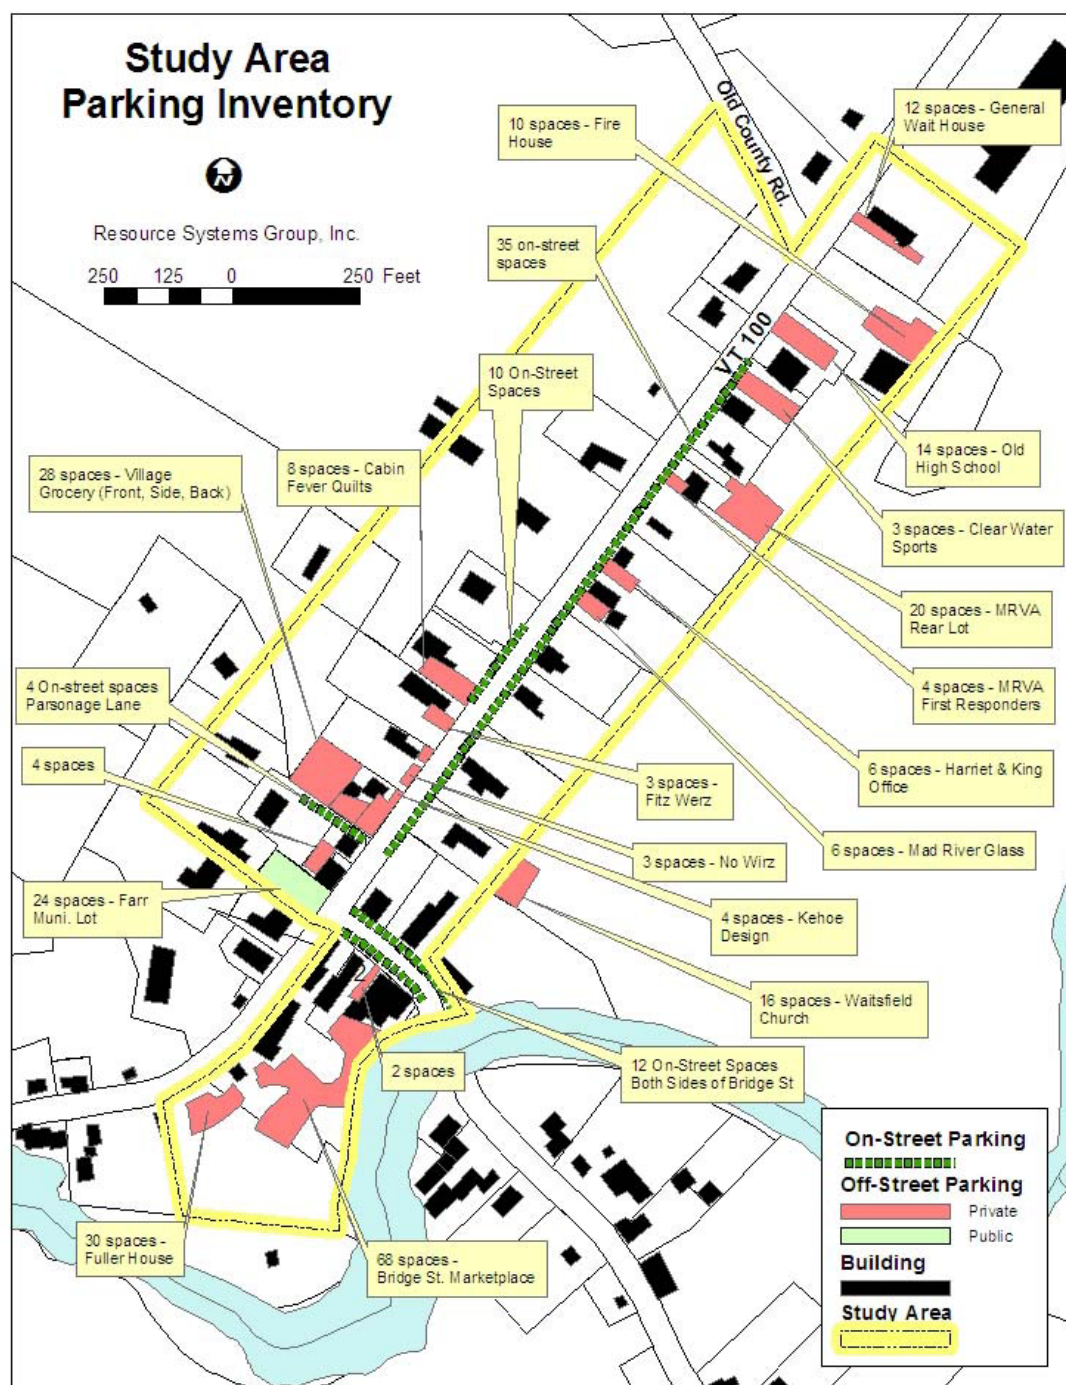 Study Area
Parking Inventory
N
Resource Systems Group, Inc.
250 125 0 250 Feet
10 spaces - Fire
House
Old County Rd.
12 spaces - General
Wait House
35 on-street
spaces
VT 100
10 On-Street
Spaces
14 spaces - Old
High School
28 spaces - Village
Grocery (Front, Side, Back)
8 spaces - Cabin
Fever Quilts
3 spaces - Clear Water
Sports
20 spaces - MRVA
Rear Lot
4 spaces - MRVA
First Responders
4 On-street spaces
Parsonage Lane
4 spaces
3 spaces -
Fitz Werz
6 spaces - Harriet & King
Office
6 spaces - Mad River Glass
3 spaces - No Wirz
24 spaces - Farr
Muni. Lot
4 spaces - Kehoe
Design
2
16 spaces - Waitsfield
Church
2 spaces
12 On-Street Spaces
Both Sides of Bridge St
30 spaces -
Fuller House
68 spaces -
Bridge St. Marketplace
On-Street Parking
Off-Street Parking
Private
Public
Building
Study Area